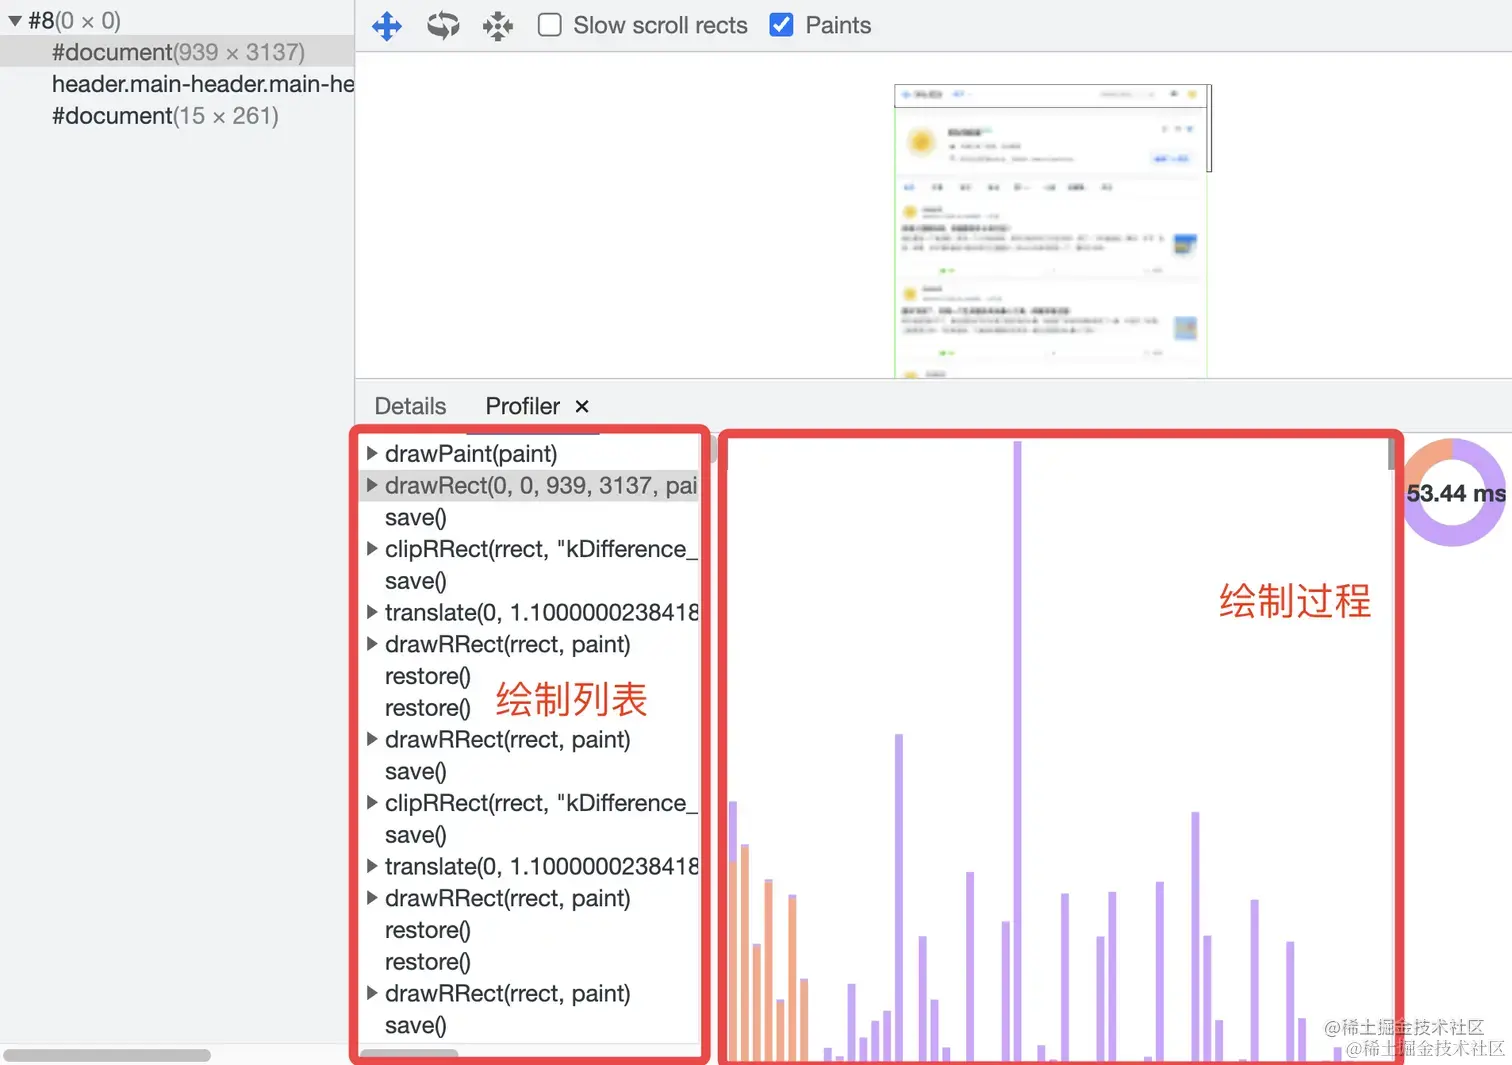 #8(0 × 0)
#document(939 × 3137)
header.main-header.main-he
#document(15 × 261)
Slow scroll rects
Paints
Details
Profiler ×
drawPaint(paint)
drawRect(0, 0, 939, 3137, pai
save()
clipRRect(rrect, "kDifference_
save()
translate(0, 1.1000000238418
drawRRect(rrect, paint)
restore()
restore()
绘制列表
drawRRect(rrect, paint)
save()
clipRRect(rrect, "kDifference_
save()
translate(0, 1.1000000238418
drawRRect(rrect, paint)
restore()
restore()
drawRRect(rrect, paint)
save()
53.44 ms
绘制过程
@稀土掘金技术社区
@稀土掘金技术社区